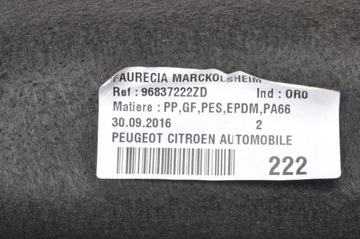 FAURECIA MARCKOLSHEIM
Ref : 96837222ZD Ind : OR0
Matiere : PP,GF,PES,EPDM,PA66
30.09.2016 2
PEUGEOT CITROEN AUTOMOBILE
222